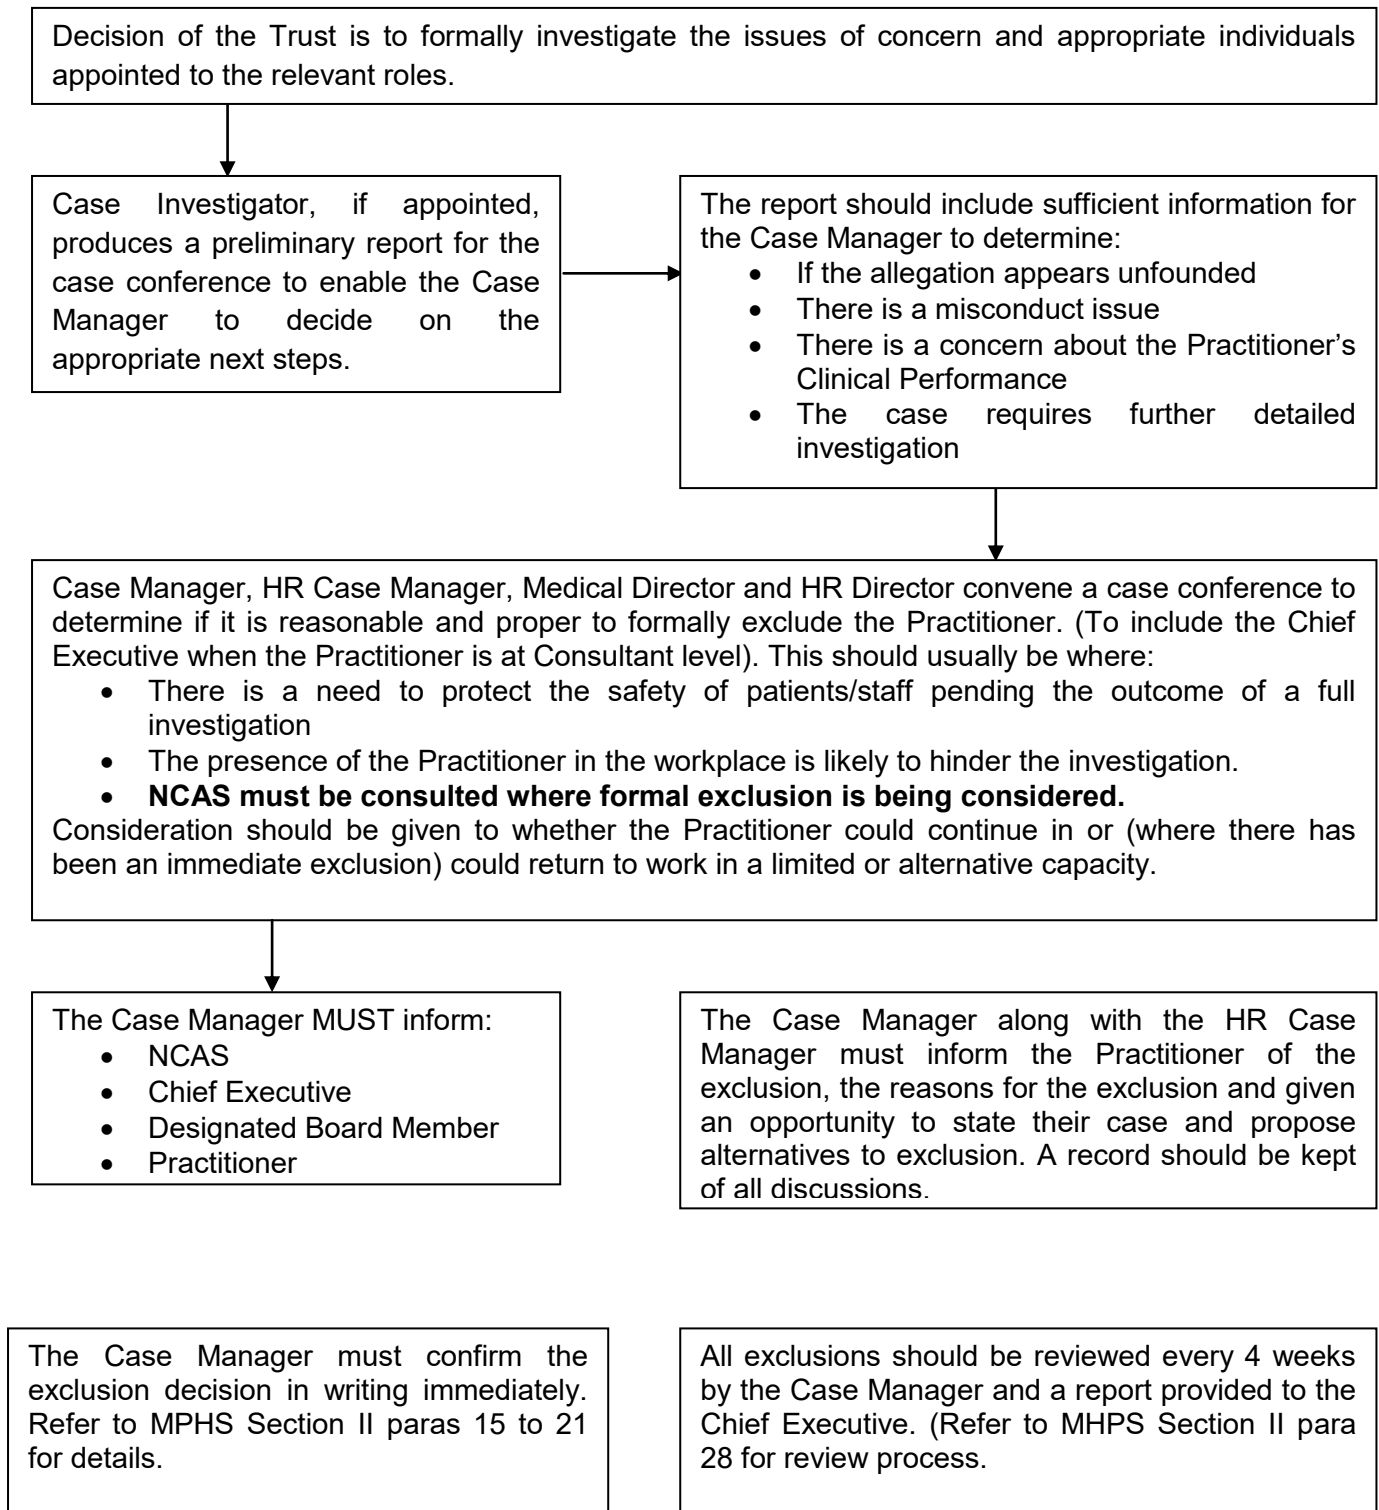 Decision of the Trust is to formally investigate the issues of concern and appropriate individuals
appointed to the relevant roles.
Case Investigator, if appointed,
produces a preliminary report for the
case conference to enable the Case
Manager to decide on the
appropriate next steps.
The report should include sufficient information for
the Case Manager to determine:
• If the allegation appears unfounded
• There is a misconduct issue
• There is a concern about the Practitioner’s
Clinical Performance
• The case requires further detailed
investigation
Case Manager, HR Case Manager, Medical Director and HR Director convene a case conference to
determine if it is reasonable and proper to formally exclude the Practitioner. (To include the Chief
Executive when the Practitioner is at Consultant level). This should usually be where:
• There is a need to protect the safety of patients/staff pending the outcome of a full
investigation
• The presence of the Practitioner in the workplace is likely to hinder the investigation.
• NCAS must be consulted where formal exclusion is being considered.
Consideration should be given to whether the Practitioner could continue in or (where there has
been an immediate exclusion) could return to work in a limited or alternative capacity.
The Case Manager MUST inform:
• NCAS
• Chief Executive
• Designated Board Member
• Practitioner
The Case Manager along with the HR Case
Manager must inform the Practitioner of the
exclusion, the reasons for the exclusion and given
an opportunity to state their case and propose
alternatives to exclusion. A record should be kept
of all discussions.
The Case Manager must confirm the
exclusion decision in writing immediately.
Refer to MPHS Section II paras 15 to 21
for details.
All exclusions should be reviewed every 4 weeks
by the Case Manager and a report provided to the
Chief Executive. (Refer to MHPS Section II para
28 for review process.